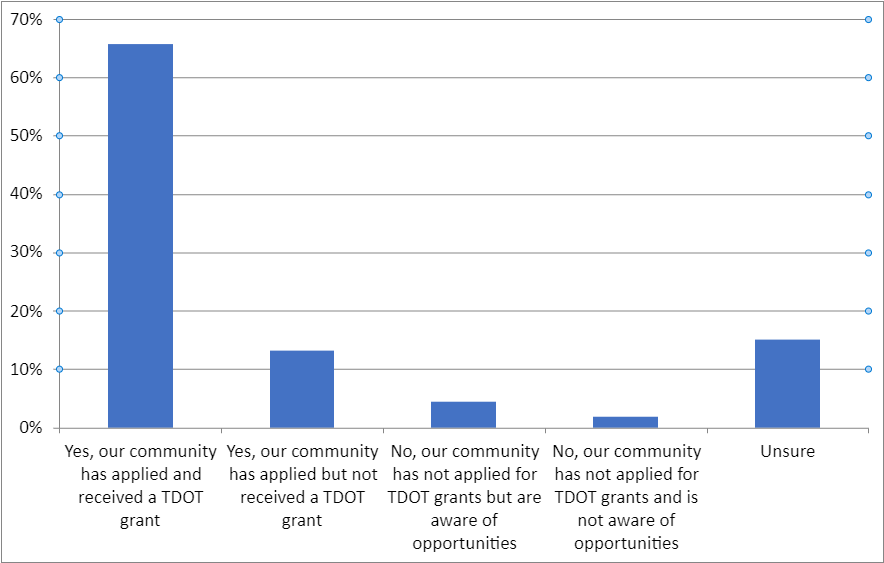 70%
60%
50%
40%
30%
20%
10%
0%
Yes, our community
has applied and
received a TDOT
grant
Yes, our community
has applied but not
received a TDOT
grant
No, our community
has not applied for
TDOT grants but are
aware of
opportunities
No, our community
has not applied for
TDOT grants and is
not aware of
opportunities
Unsure